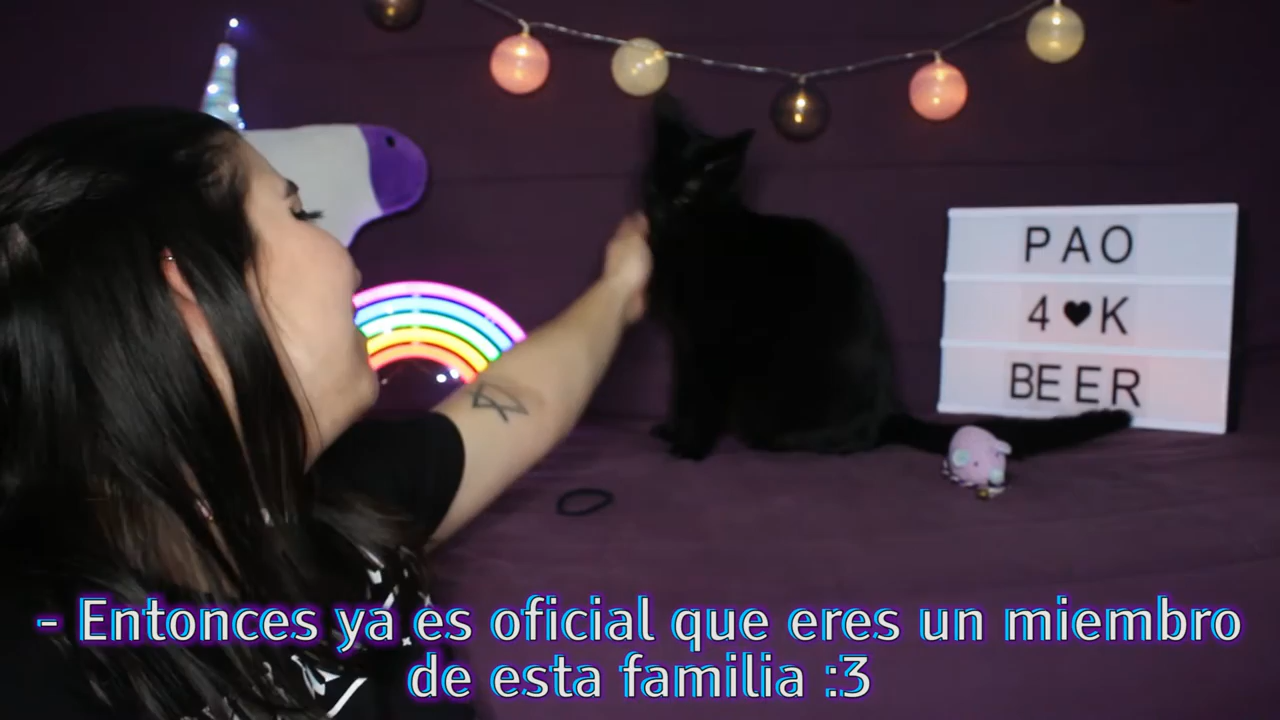 PAO
4♥K
BEER
- Entonces ya es oficial que eres un miembro
de esta familia :3